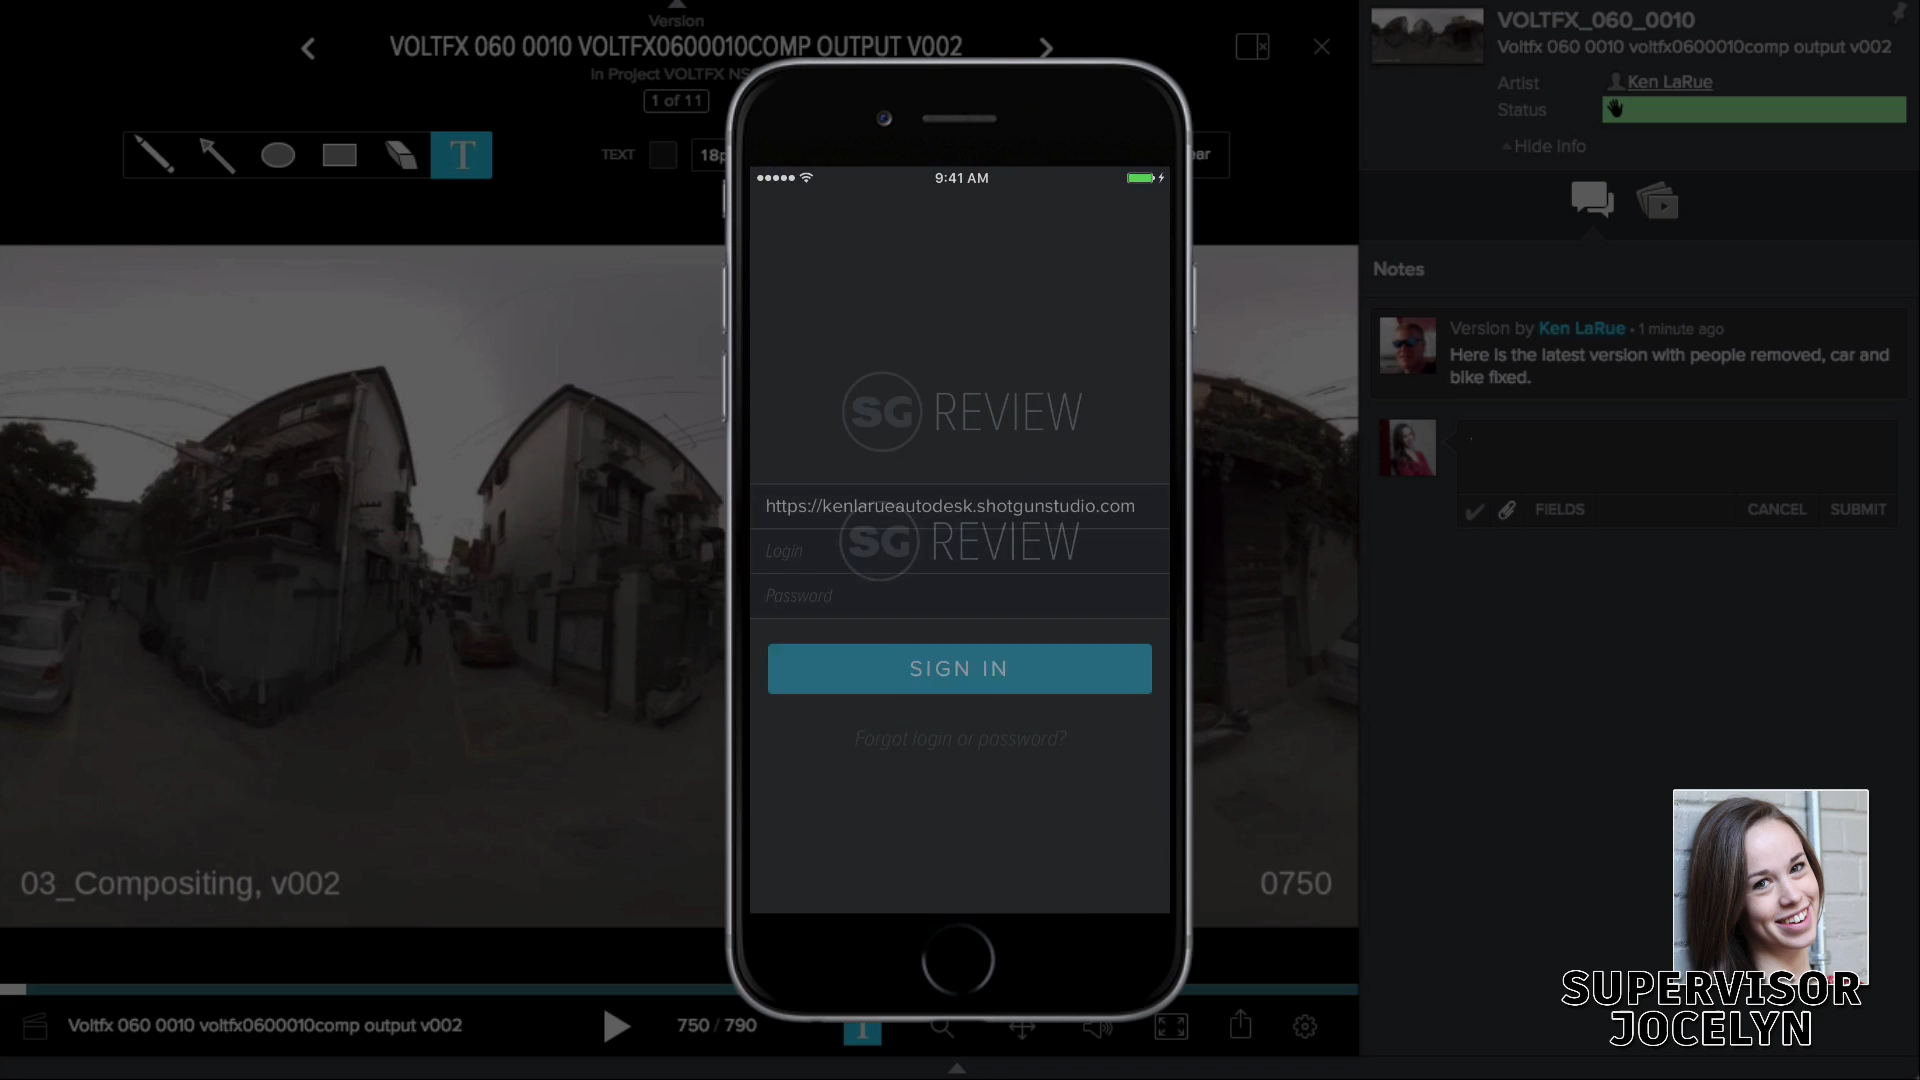 Version
VOLTFX 060 0010 VOLTFX0600010COMP OUTPUT V002
In Project VOLTFX NS
1 of 11
T
TEXT
18p
ear
VOLTFX_060_0010
Voltfx 060 0010 voltfx0600010comp output v002
Artist
Ken LaRue
Status
Hide Info
Notes
Version by Ken LaRue • 1 minute ago
Here is the latest version with people removed, car and
bike fixed.
FIELDS
CANCEL
SUBMIT
9:41 AM
SG REVIEW
https://kenlarueautodesk.shotgunstudio.com
SG REVIEW
Login
Password
SIGN IN
Forgot login or password?
03_Compositing, v002
0750
Voltfx 060 0010 voltfx0600010comp output v002
750 / 790
T
SUPERVISOR
JOCELYN